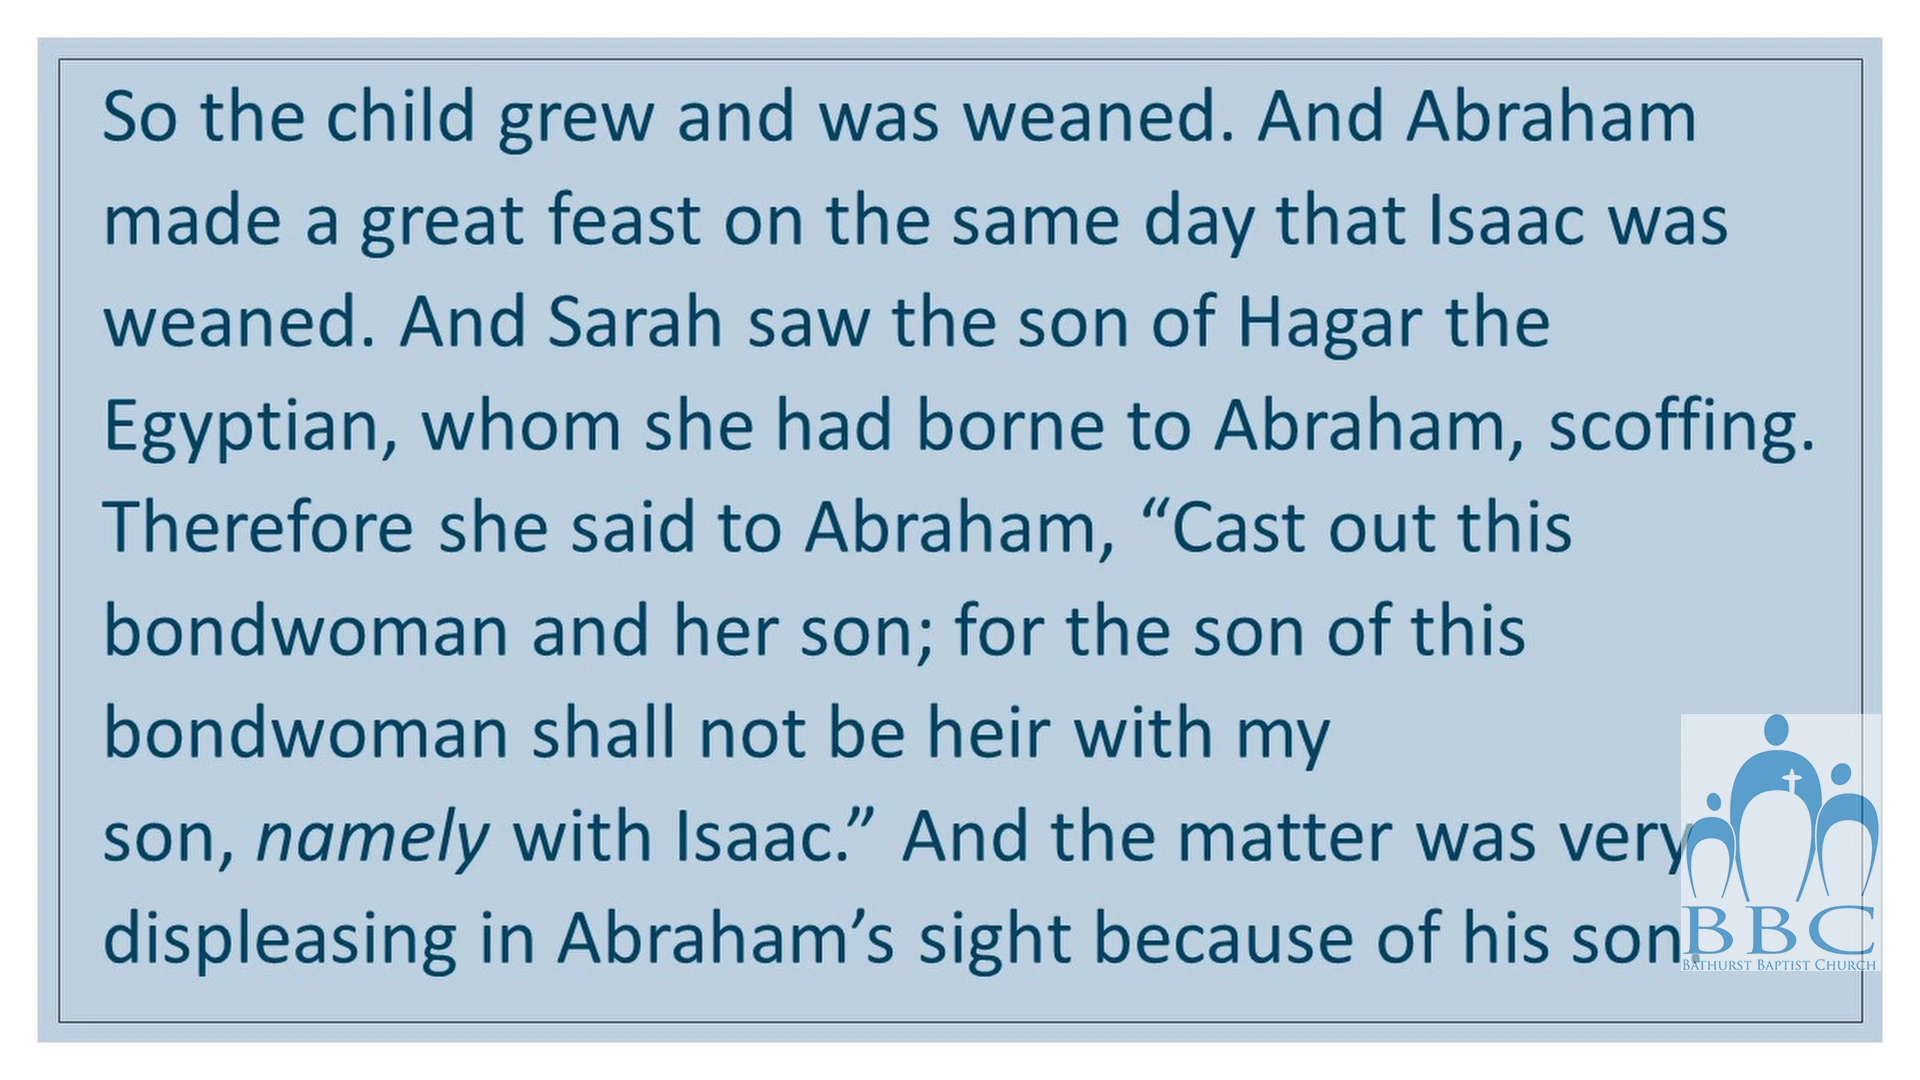 So the child grew and was weaned. And Abraham
made a great feast on the same day that Isaac was
weaned. And Sarah saw the son of Hagar the
Egyptian, whom she had borne to Abraham, scoffing.
Therefore she said to Abraham, “Cast out this
bondwoman and her son; for the son of this
bondwoman shall not be heir with my
son, namely with Isaac.” And the matter was very
displeasing in Abraham’s sight because of his son.
BBC
Bathurst Baptist Church